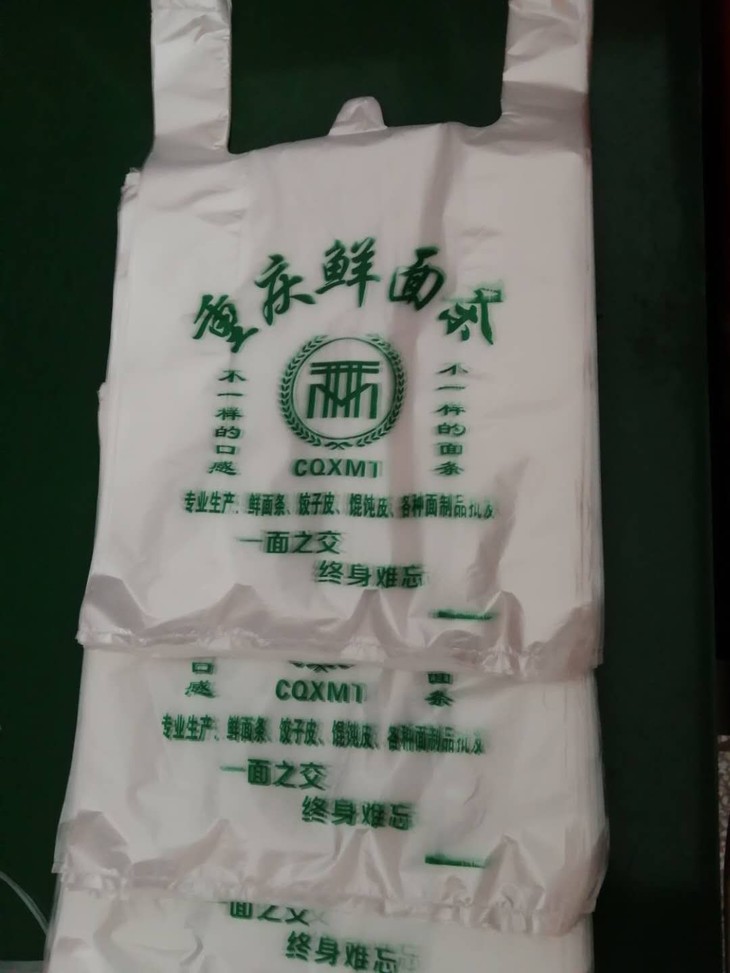 重庆鲜面条
不一样的口感
不一样的面条
CQXMT
专业生产：鲜面条、饺子皮、馄饨皮、各种面制品批发
一面之交
终身难忘
口感
面条
CQXMT
专业生产：鲜面条、饺子皮、馄饨皮、各种面制品批发
一面之交
终身难忘
面之交
终身难忘